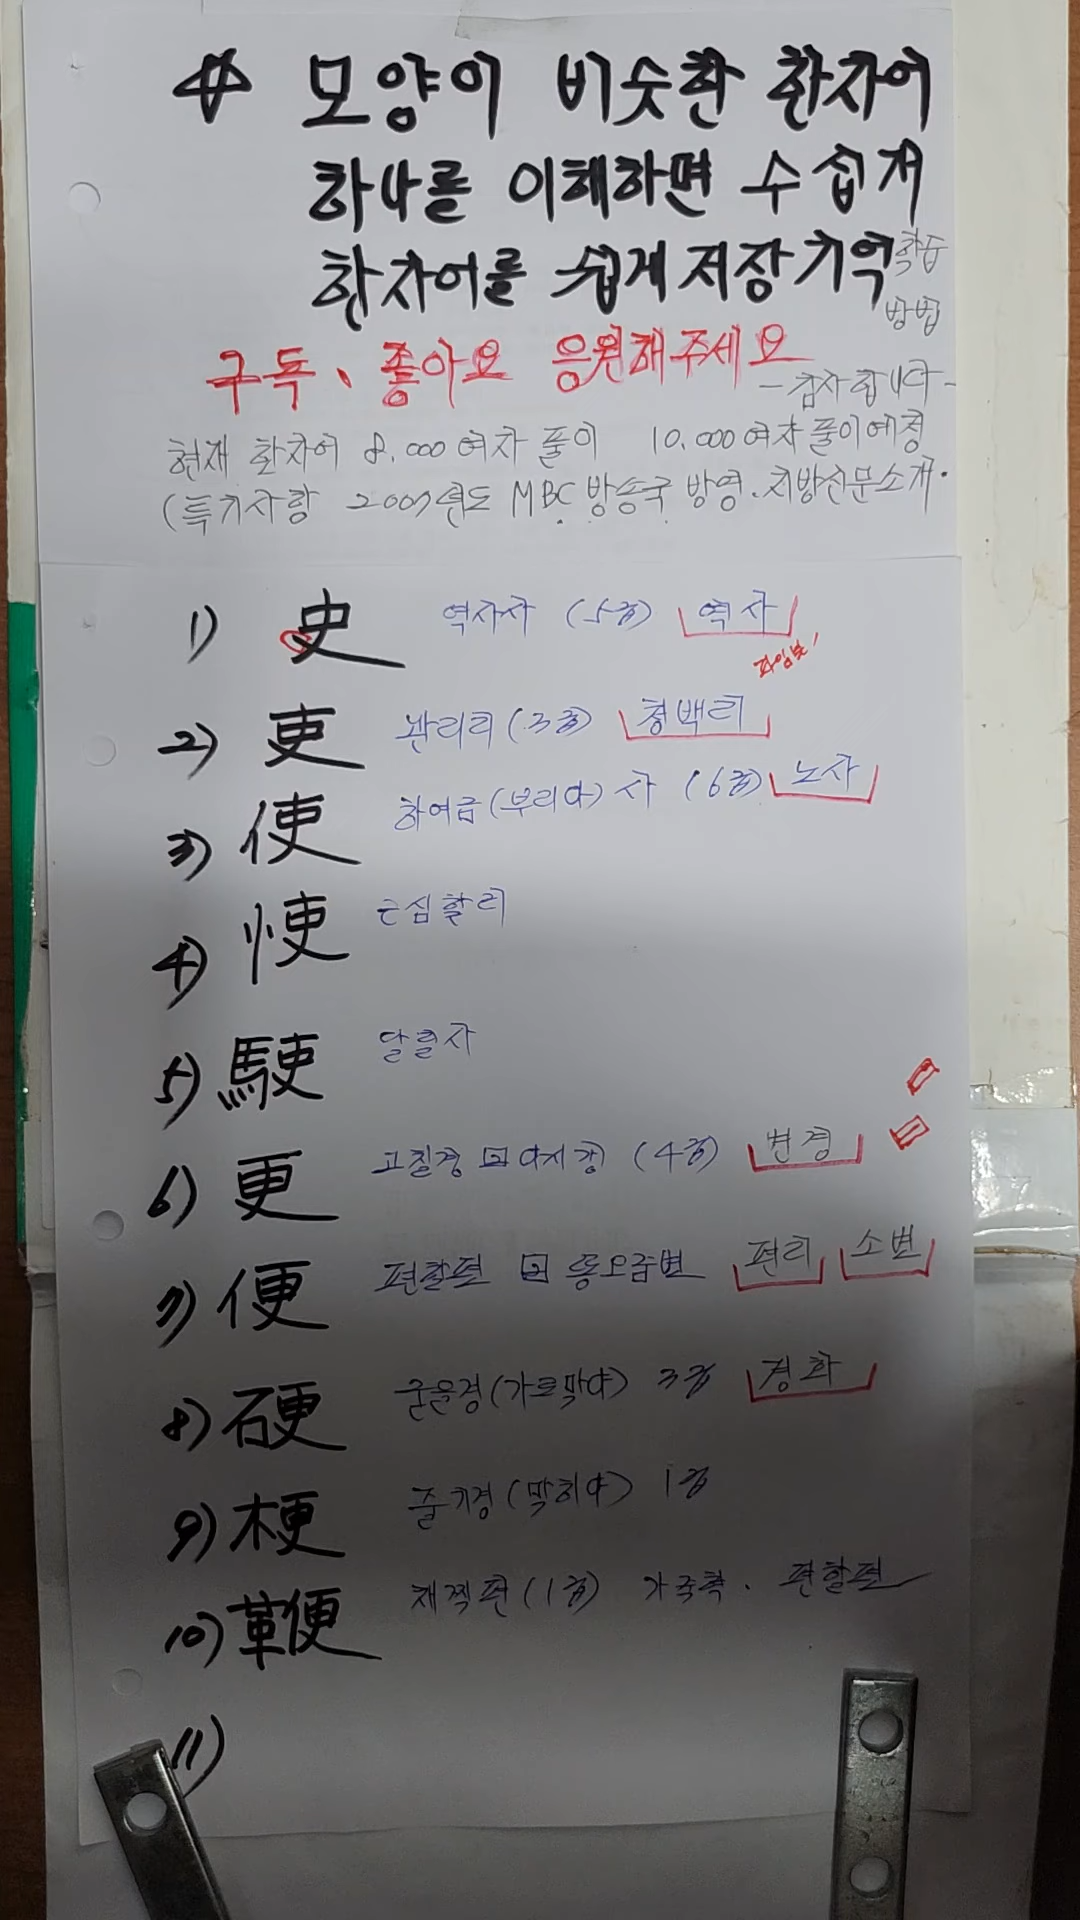 모양이 비슷한 한자어
하나를 이해하면 수십개
한자어를 쉽게 저장 기억 학습
방법
구독、좋아요 응원해주세요
-감사합니다-
현재 한자어 8.000여자 풀이 10.000여자 풀이예정
(특기사항 2007년도 MBC 방송국 방영.지방신문소개.
1) 史 역사사 (5급) 역사
2) 吏 관리리 (3급) 청백리
3) 使 하여금(부리다) 사 (6급) 노사
4) 㤦 근심할리
5) 駛 달릴사
6) 更 고칠경 다시갱 (4급) 변경
7) 便 편할편 똥오줌변 편리 소변
8) 硬 굳을경(가로막다) 3급 경화
9) 梗 줄기경(막히다) 1급
10) 鞭 채찍편(1급) 가죽혁. 편할편
11)